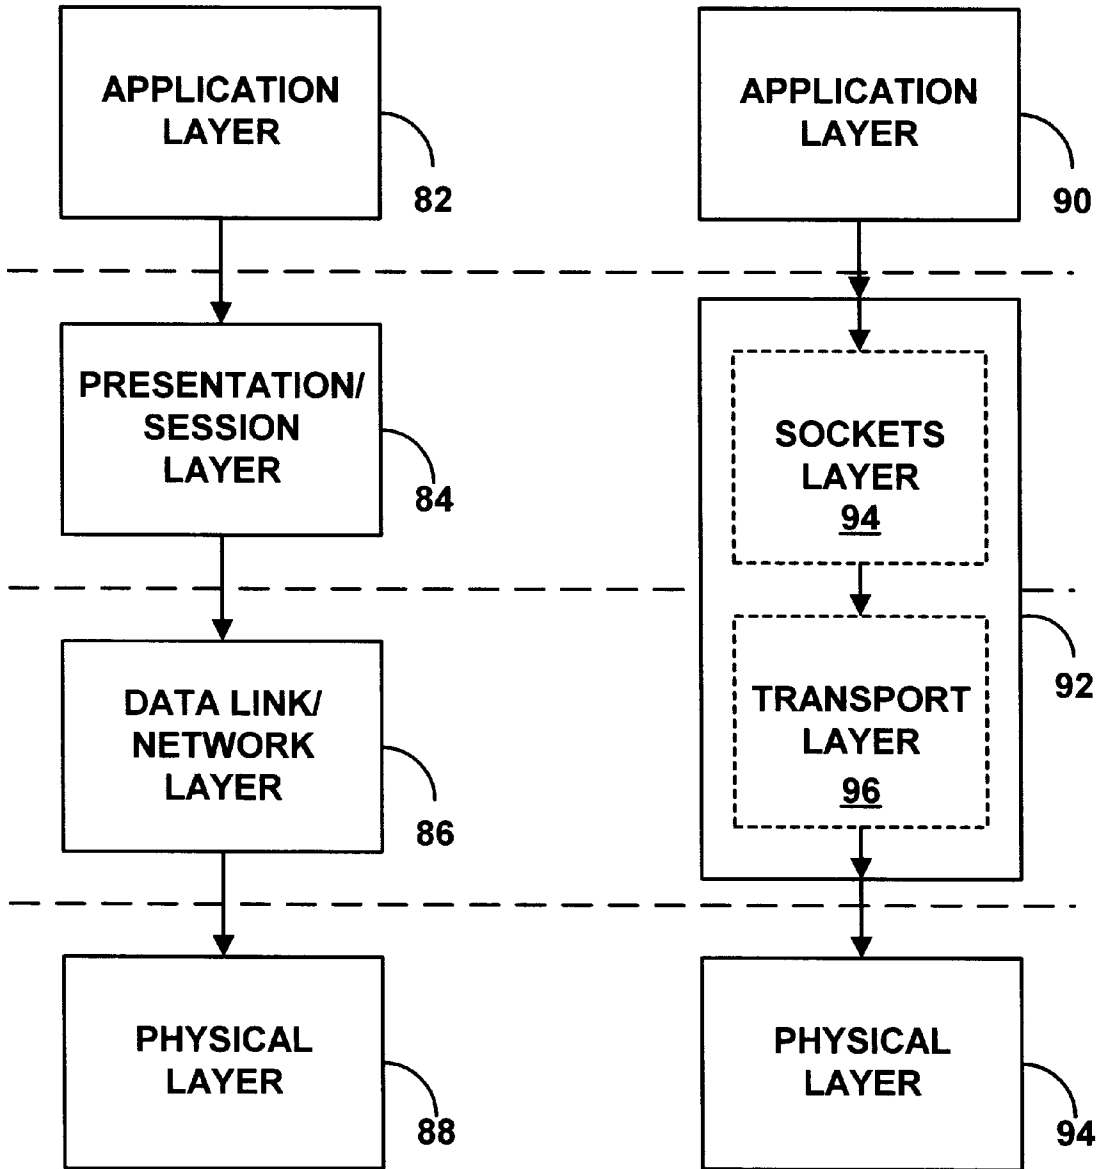 APPLICATION
LAYER
82
PRESENTATION/
SESSION
LAYER
84
DATA LINK/
NETWORK
LAYER
86
PHYSICAL
LAYER
88
APPLICATION
LAYER
90
SOCKETS
LAYER
94
TRANSPORT
LAYER
96
92
PHYSICAL
LAYER
94